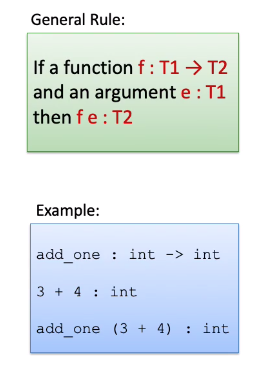 General Rule:
If a function f : T1 → T2
and an argument e : T1
then f e : T2
Example:
add_one : int -> int
3 + 4 : int
add_one (3 + 4) : int